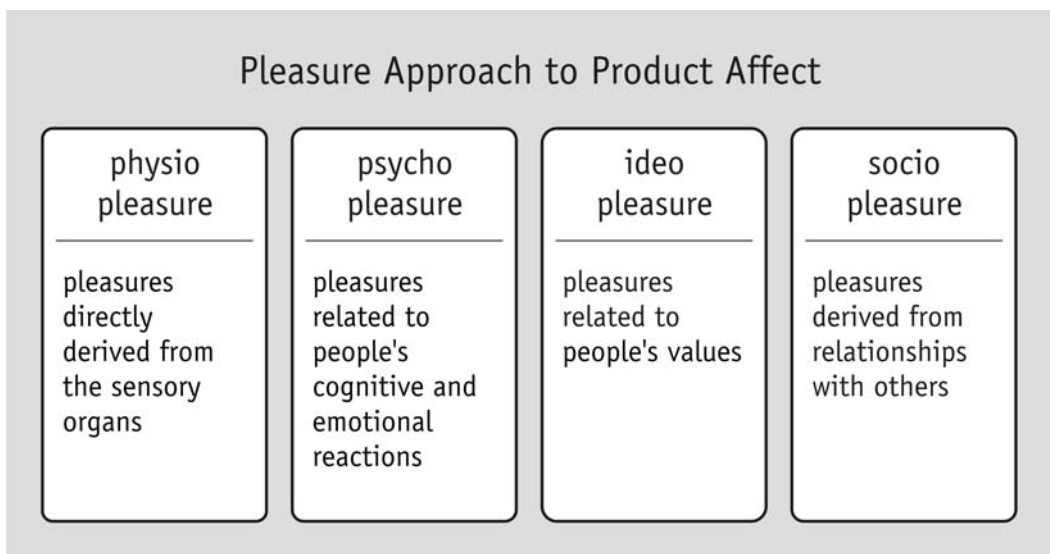 Pleasure Approach to Product Affect
physio
pleasure
pleasures
directly
derived from
the sensory
organs
psycho
pleasure
pleasures
related to
people's
cognitive and
emotional
reactions
ideo
pleasure
pleasures
related to
people's values
socio
pleasure
pleasures
derived from
relationships
with others